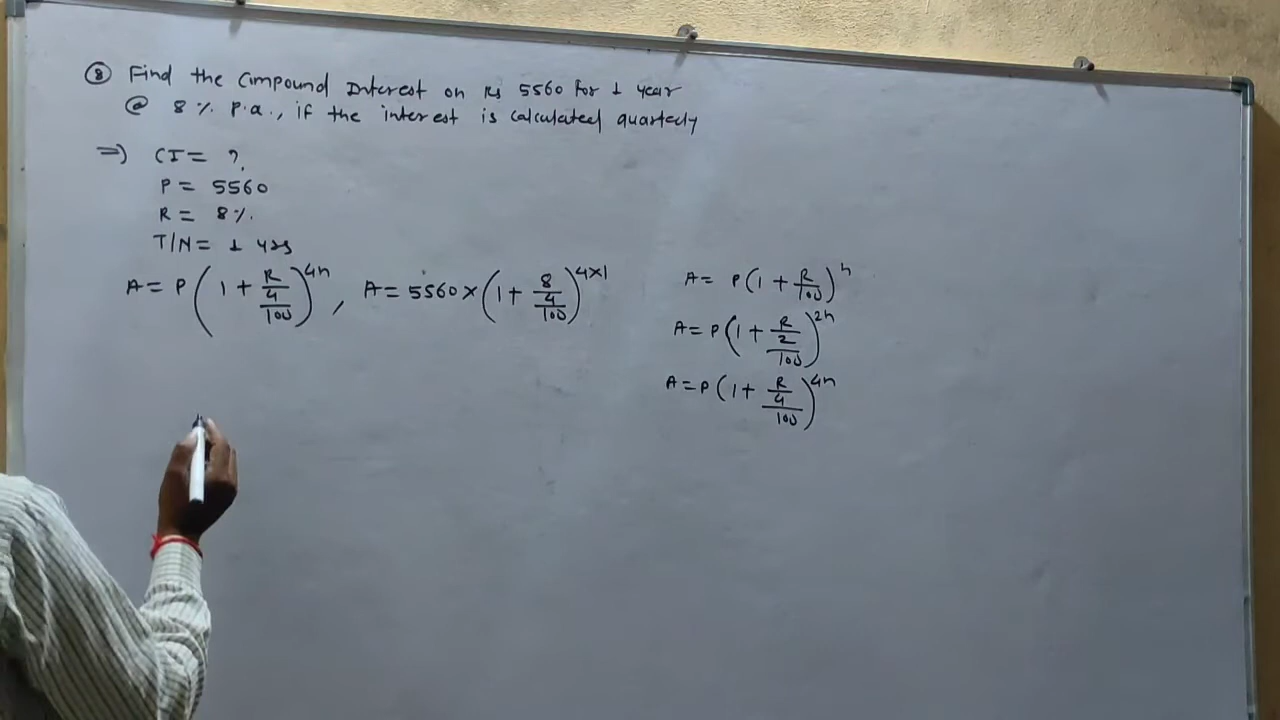 ⑧ Find the Compound Interest on Rs 5560 for 1 year
@ 8 % p.a., if the interest is calculated quarterly
=) CI = ?
P = 5560
R = 8%.
T/N = 1 yrs
A = P(1 + R/4/100)^4n, A = 5560 × (1 + 8/4/100)^4×1
A = P(1 + R/100)^n
A = P(1 + R/2/100)^2n
A = P(1 + R/4/100)^4n